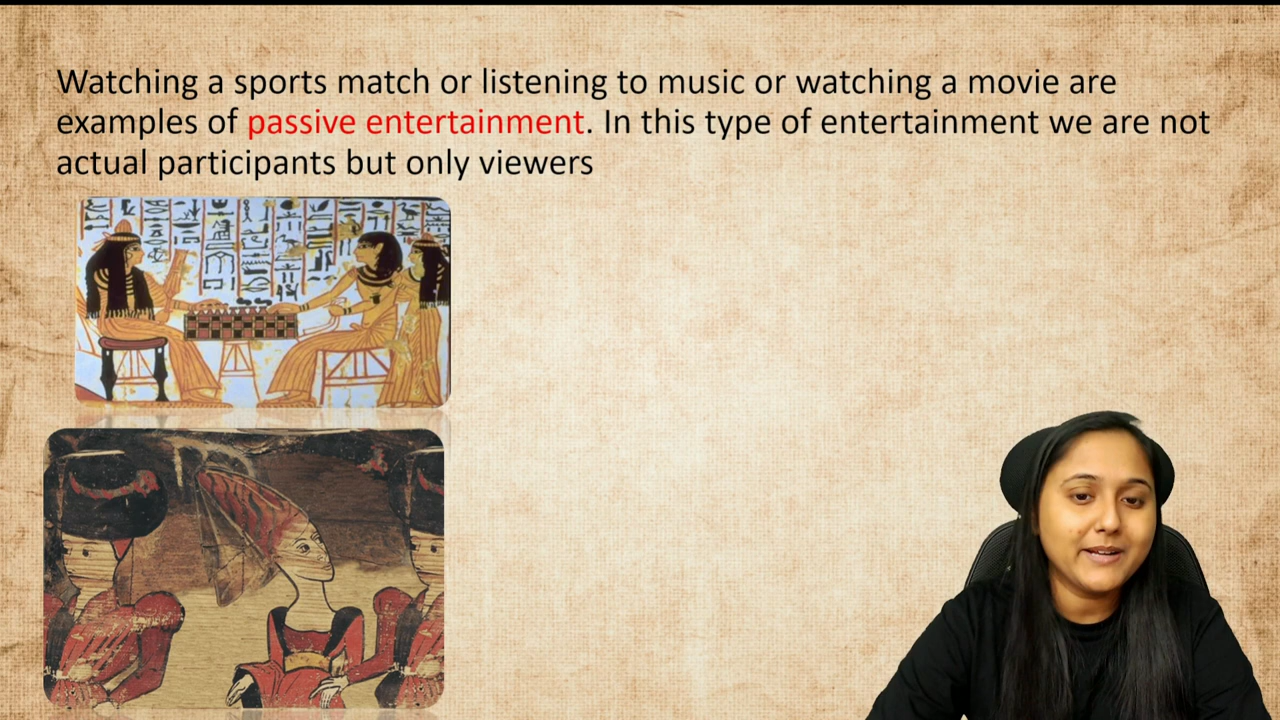 Watching a sports match or listening to music or watching a movie are
examples of passive entertainment. In this type of entertainment we are not
actual participants but only viewers